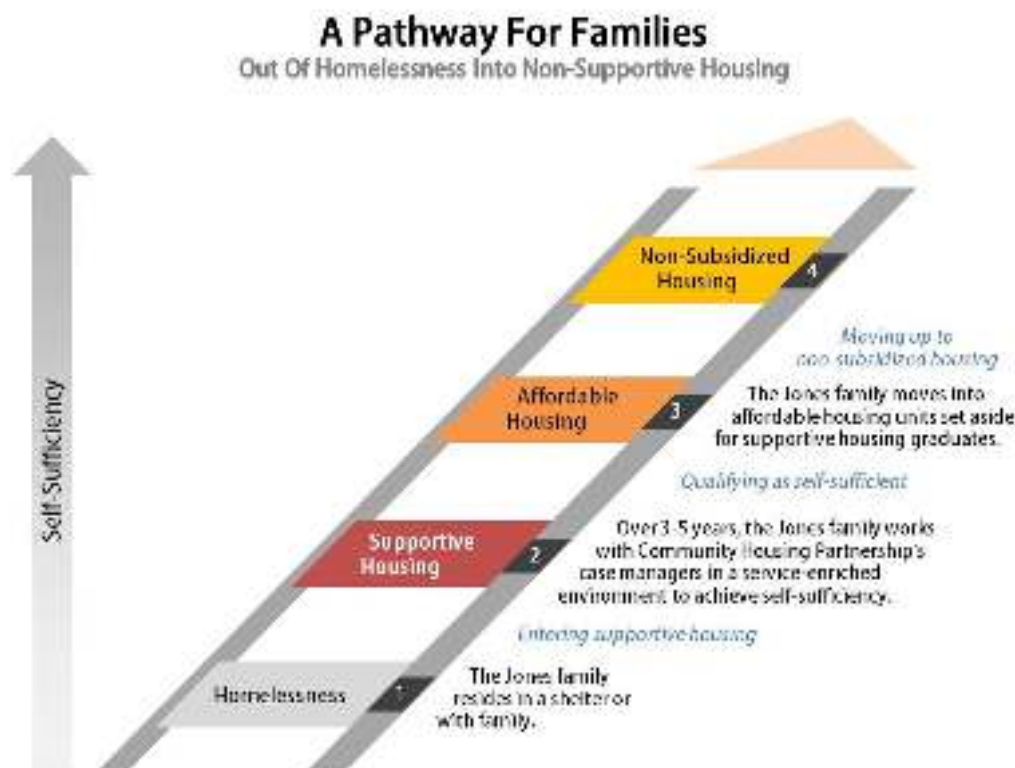 A Pathway For Families
Out Of Homelessness Into Non-Supportive Housing
Self-Sufficiency
Non-Subsidized
Housing
4
Moving up to
non-subsidized housing
Affordable
Housing
3
The Jones family moves into
affordable housing units set aside
for supportive housing graduates.
Qualifying as self-sufficient
Supportive
Housing
2
Over 3-5 years, the Jones family works
with Community Housing Partnership's
case managers in a service-enriched
environment to achieve self-sufficiency.
Entering supportive housing
Homelessness
1
The Jones family
resides in a shelter or
with family.